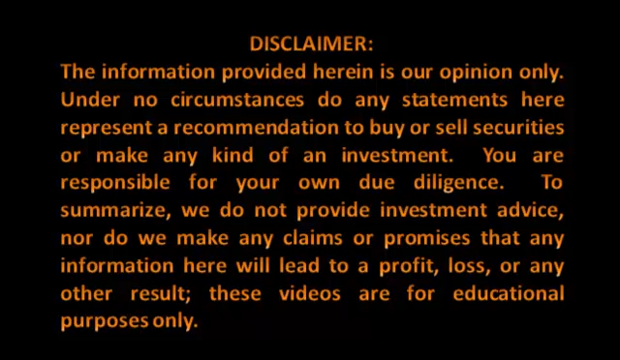 DISCLAIMER:
The information provided herein is our opinion only.
Under no circumstances do any statements here
represent a recommendation to buy or sell securities
or make any kind of an investment. You are
responsible for your own due diligence. To
summarize, we do not provide investment advice,
nor do we make any claims or promises that any
information here will lead to a profit, loss, or any
other result; these videos are for educational
purposes only.